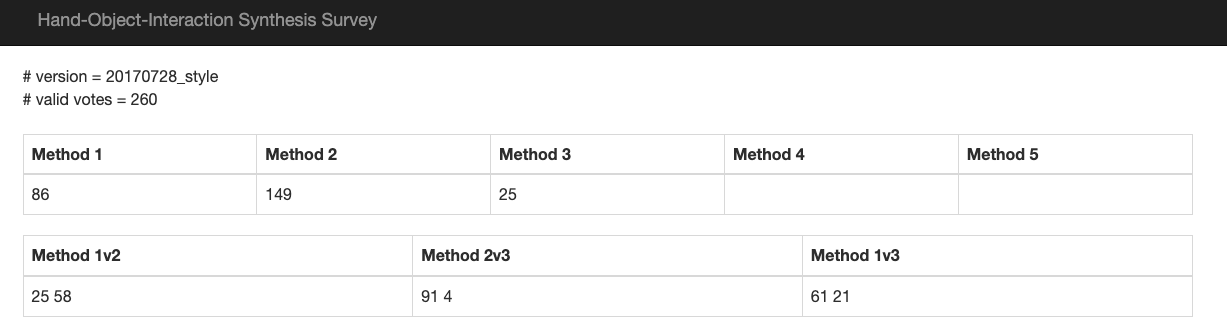 Hand-Object-Interaction Synthesis Survey
# version = 20170728_style
# valid votes = 260
Method 1 Method 2 Method 3 Method 4 Method 5
86 149 25
Method 1v2 Method 2v3 Method 1v3
25 58 91 4 61 21